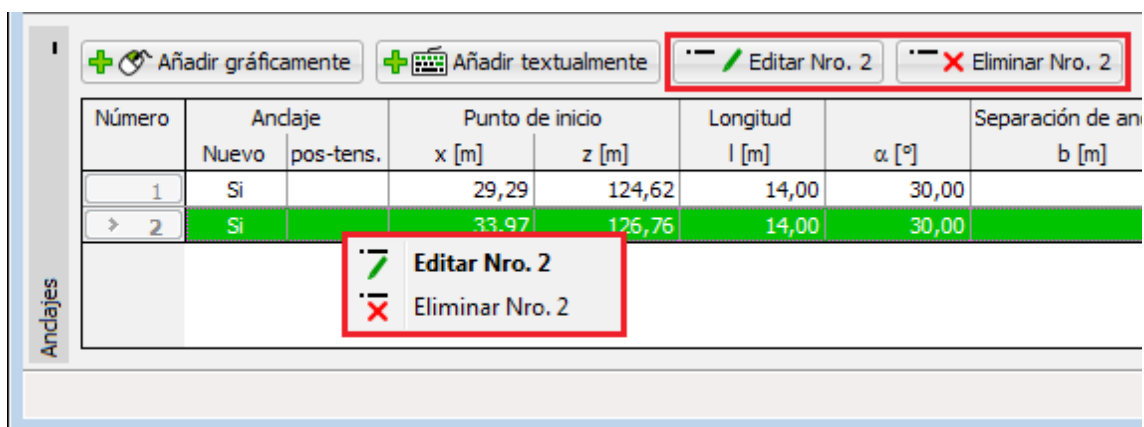 Añadir gráficamente Añadir textualmente Editar Nro. 2 Eliminar Nro. 2
Número Anclaje Punto de inicio Longitud Separación de
Nuevo pos-tens. x [m] z [m] l [m] α [°] b [m]
1 Si 29,29 124,62 14,00 30,00
2 Si 33,97 126,76 14,00 30,00
Editar Nro. 2
Eliminar Nro. 2
Anclajes